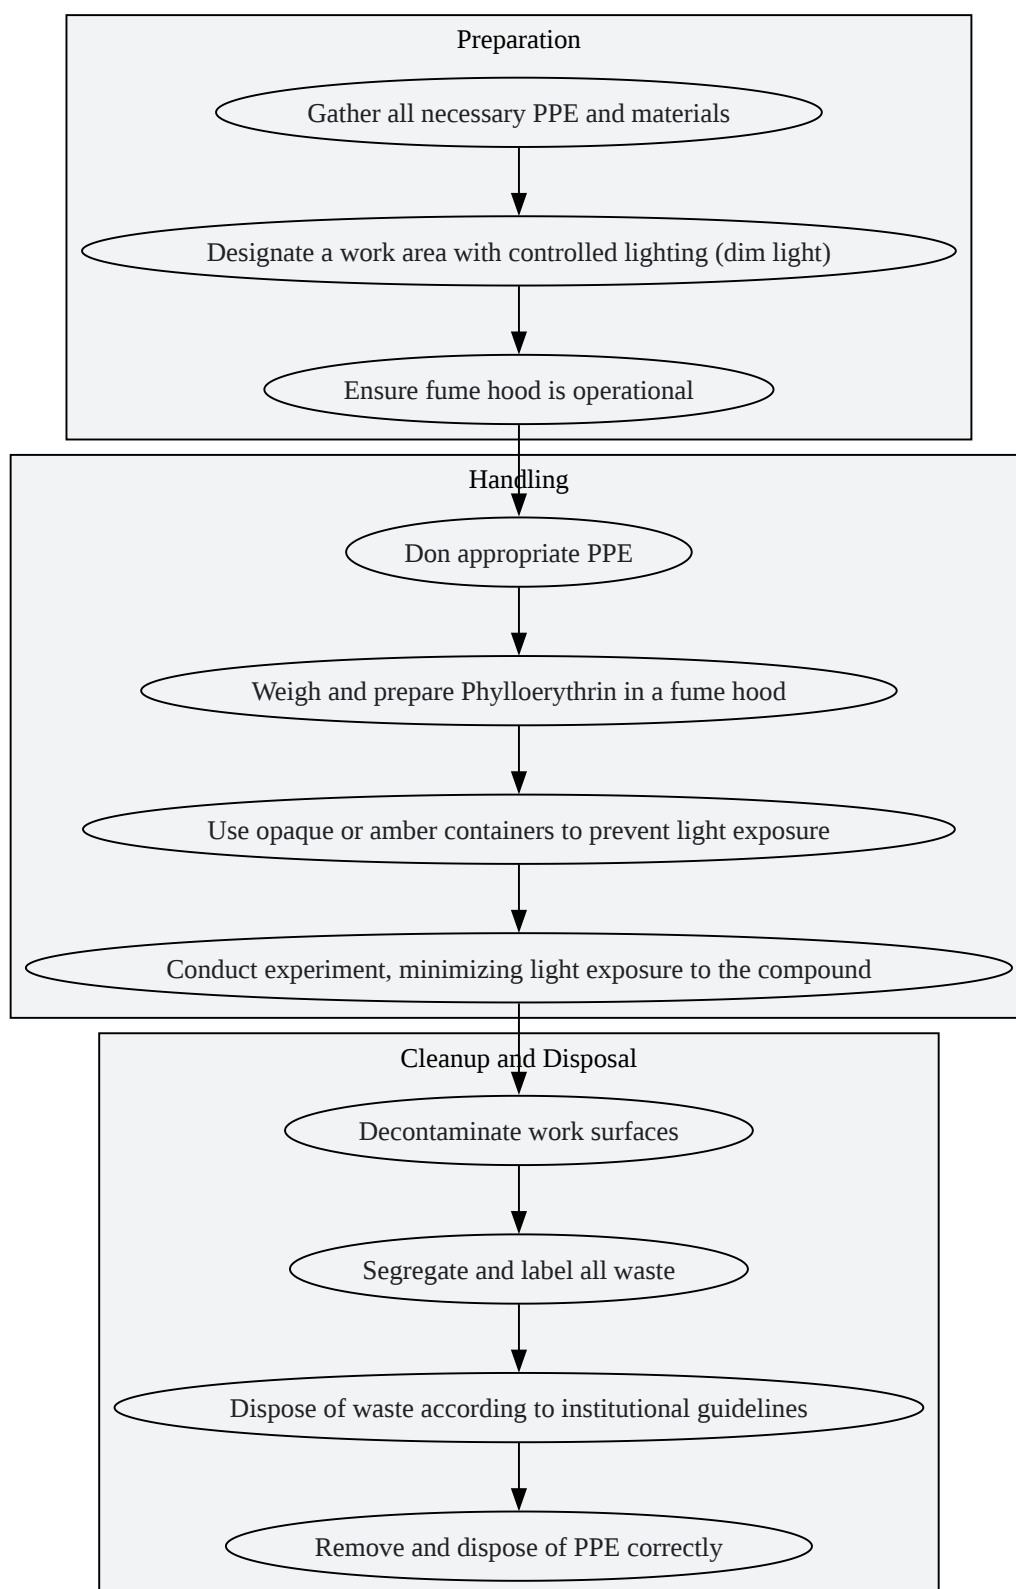 Preparation
Gather all necessary PPE and materials
Designate a work area with controlled lighting (dim light)
Ensure fume hood is operational
Handling
Don appropriate PPE
Weigh and prepare Phylloerythrin in a fume hood
Use opaque or amber containers to prevent light exposure
Conduct experiment, minimizing light exposure to the compound
Cleanup and Disposal
Decontaminate work surfaces
Segregate and label all waste
Dispose of waste according to institutional guidelines
Remove and dispose of PPE correctly